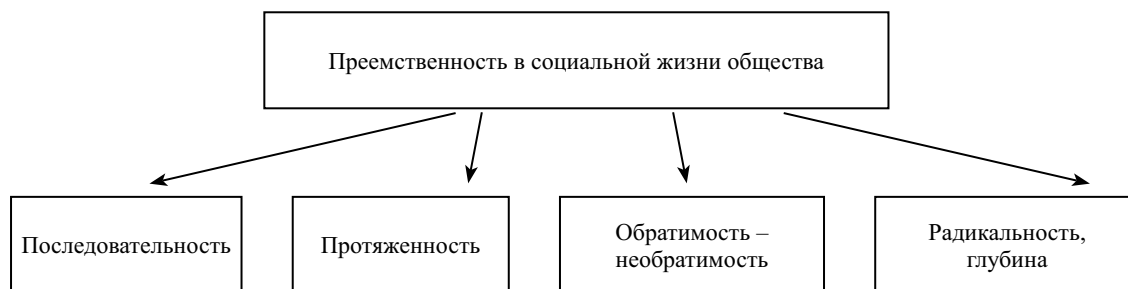 Преемственность в социальной жизни общества
Последовательность
Протяженность
Обратимость –
необратимость
Радикальность,
глубина